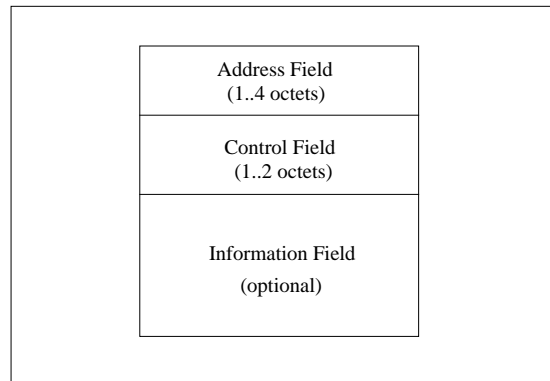 Address Field
(1..4 octets)
Control Field
(1..2 octets)
Information Field
(optional)